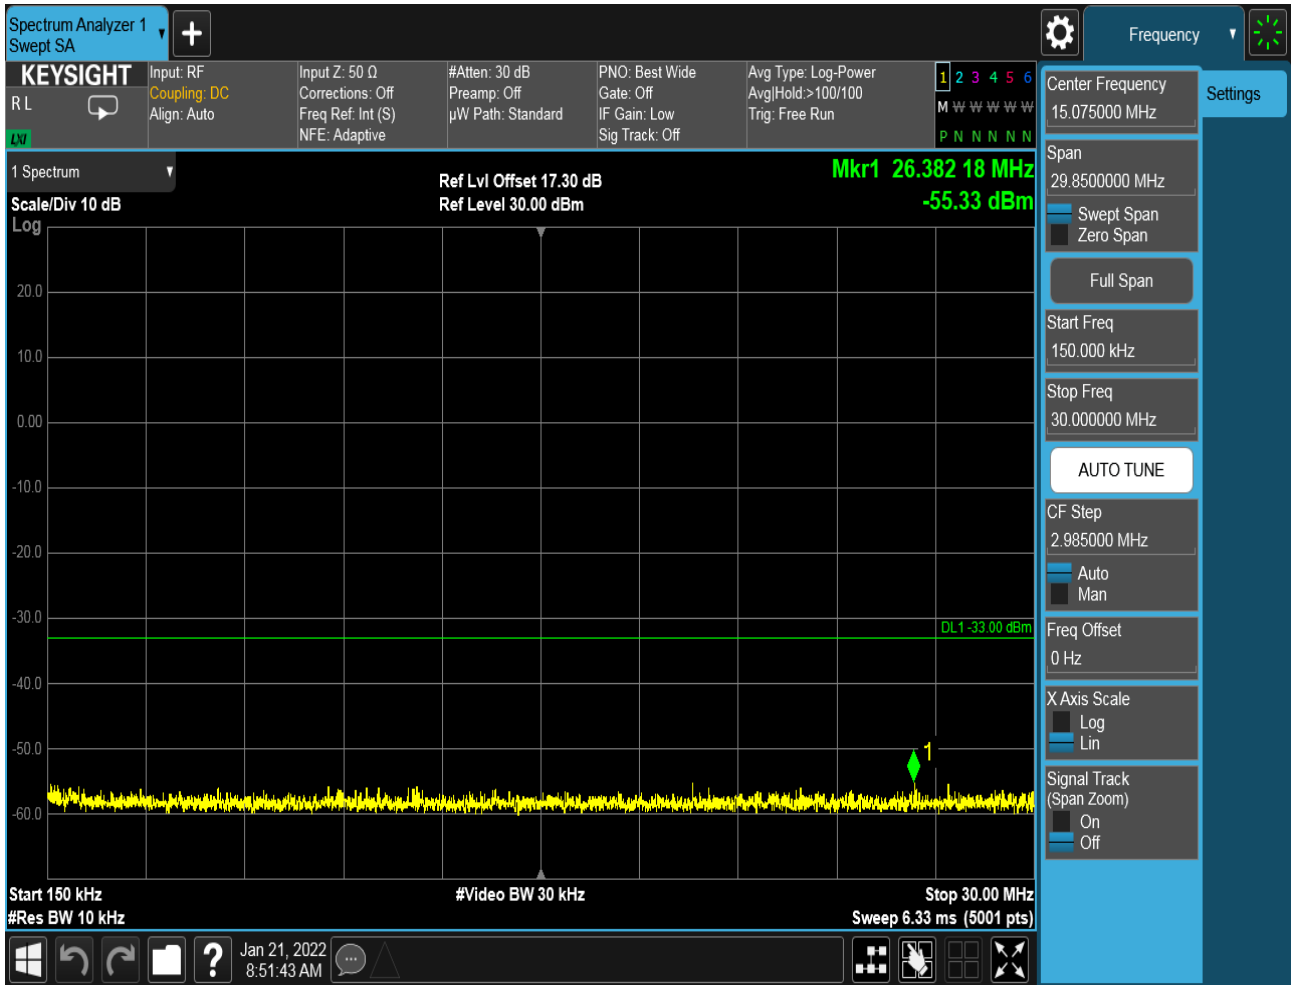 Spectrum Analyzer 1
Swept SA
Frequency
KEYSIGHT
R L
LXI
Input: RF
Coupling: DC
Align: Auto
Input Z: 50 Ω
Corrections: Off
Freq Ref: Int (S)
NFE: Adaptive
#Atten: 30 dB
Preamp: Off
µW Path: Standard
PNO: Best Wide
Gate: Off
IF Gain: Low
Sig Track: Off
Avg Type: Log-Power
Avg|Hold:>100/100
Trig: Free Run
1 2 3 4 5 6
M W W W W W
P N N N N N
1 Spectrum
Scale/Div 10 dB
Log
Ref Lvl Offset 17.30 dB
Ref Level 30.00 dBm
Mkr1 26.382 18 MHz
-55.33 dBm
20.0
10.0
0.00
-10.0
-20.0
-30.0
DL1 -33.00 dBm
-40.0
-50.0
1
-60.0
Start 150 kHz
#Video BW 30 kHz
Stop 30.00 MHz
#Res BW 10 kHz
Sweep 6.33 ms (5001 pts)
Jan 21, 2022
8:51:43 AM
?
Center Frequency
15.075000 MHz
Settings
Span
29.8500000 MHz
Swept Span
Zero Span
Full Span
Start Freq
150.000 kHz
Stop Freq
30.000000 MHz
AUTO TUNE
CF Step
2.985000 MHz
Auto
Man
Freq Offset
0 Hz
X Axis Scale
Log
Lin
Signal Track
(Span Zoom)
On
Off